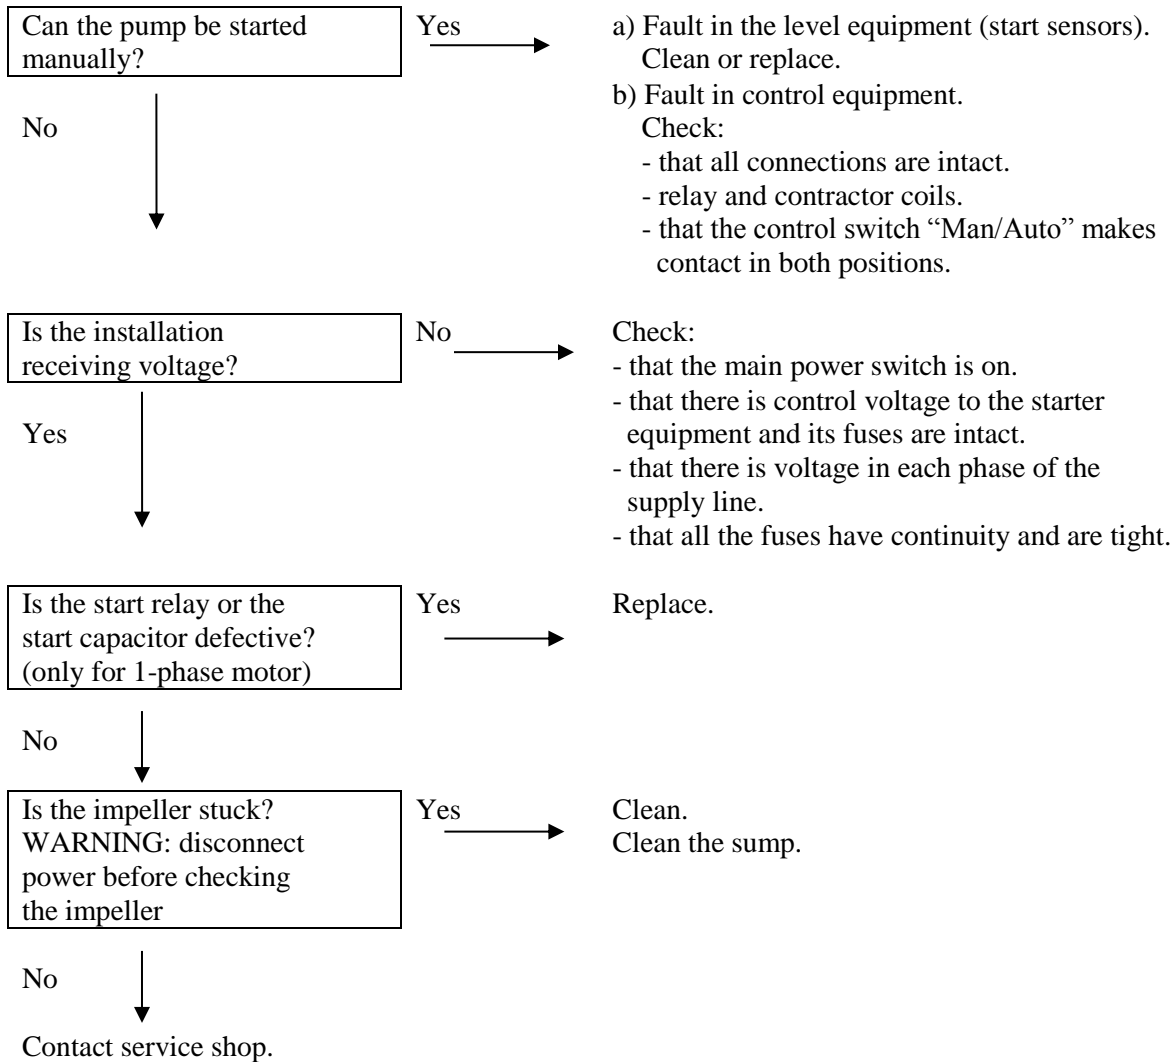 Can the pump be started
manually?
Yes
a) Fault in the level equipment (start sensors).
Clean or replace.
b) Fault in control equipment.
Check:
- that all connections are intact.
- relay and contractor coils.
- that the control switch “Man/Auto” makes
contact in both positions.
No
Is the installation
receiving voltage?
No
Check:
- that the main power switch is on.
- that there is control voltage to the starter
equipment and its fuses are intact.
- that there is voltage in each phase of the
supply line.
- that all the fuses have continuity and are tight.
Yes
Is the start relay or the
start capacitor defective?
(only for 1-phase motor)
Yes
Replace.
No
Is the impeller stuck?
WARNING: disconnect
power before checking
the impeller
Yes
Clean.
Clean the sump.
No
Contact service shop.